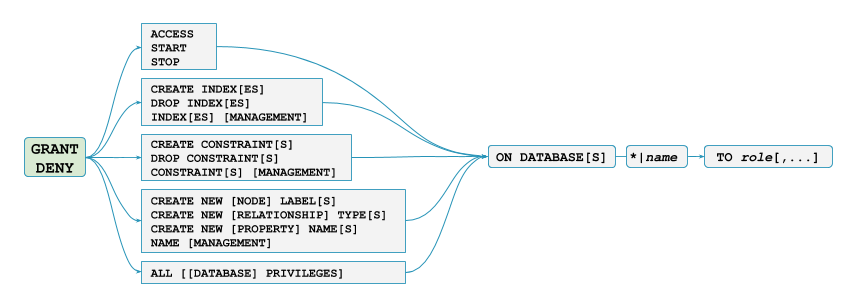 GRANT
DENY
ACCESS
START
STOP
CREATE INDEX[ES]
DROP INDEX[ES]
INDEX[ES] [MANAGEMENT]
CREATE CONSTRAINT[S]
DROP CONSTRAINT[S]
CONSTRAINT[S] [MANAGEMENT]
CREATE NEW [NODE] LABEL[S]
CREATE NEW [RELATIONSHIP] TYPE[S]
CREATE NEW [PROPERTY] NAME[S]
NAME [MANAGEMENT]
ALL [[DATABASE] PRIVILEGES]
ON DATABASE[S]
*|name
TO role[,...]